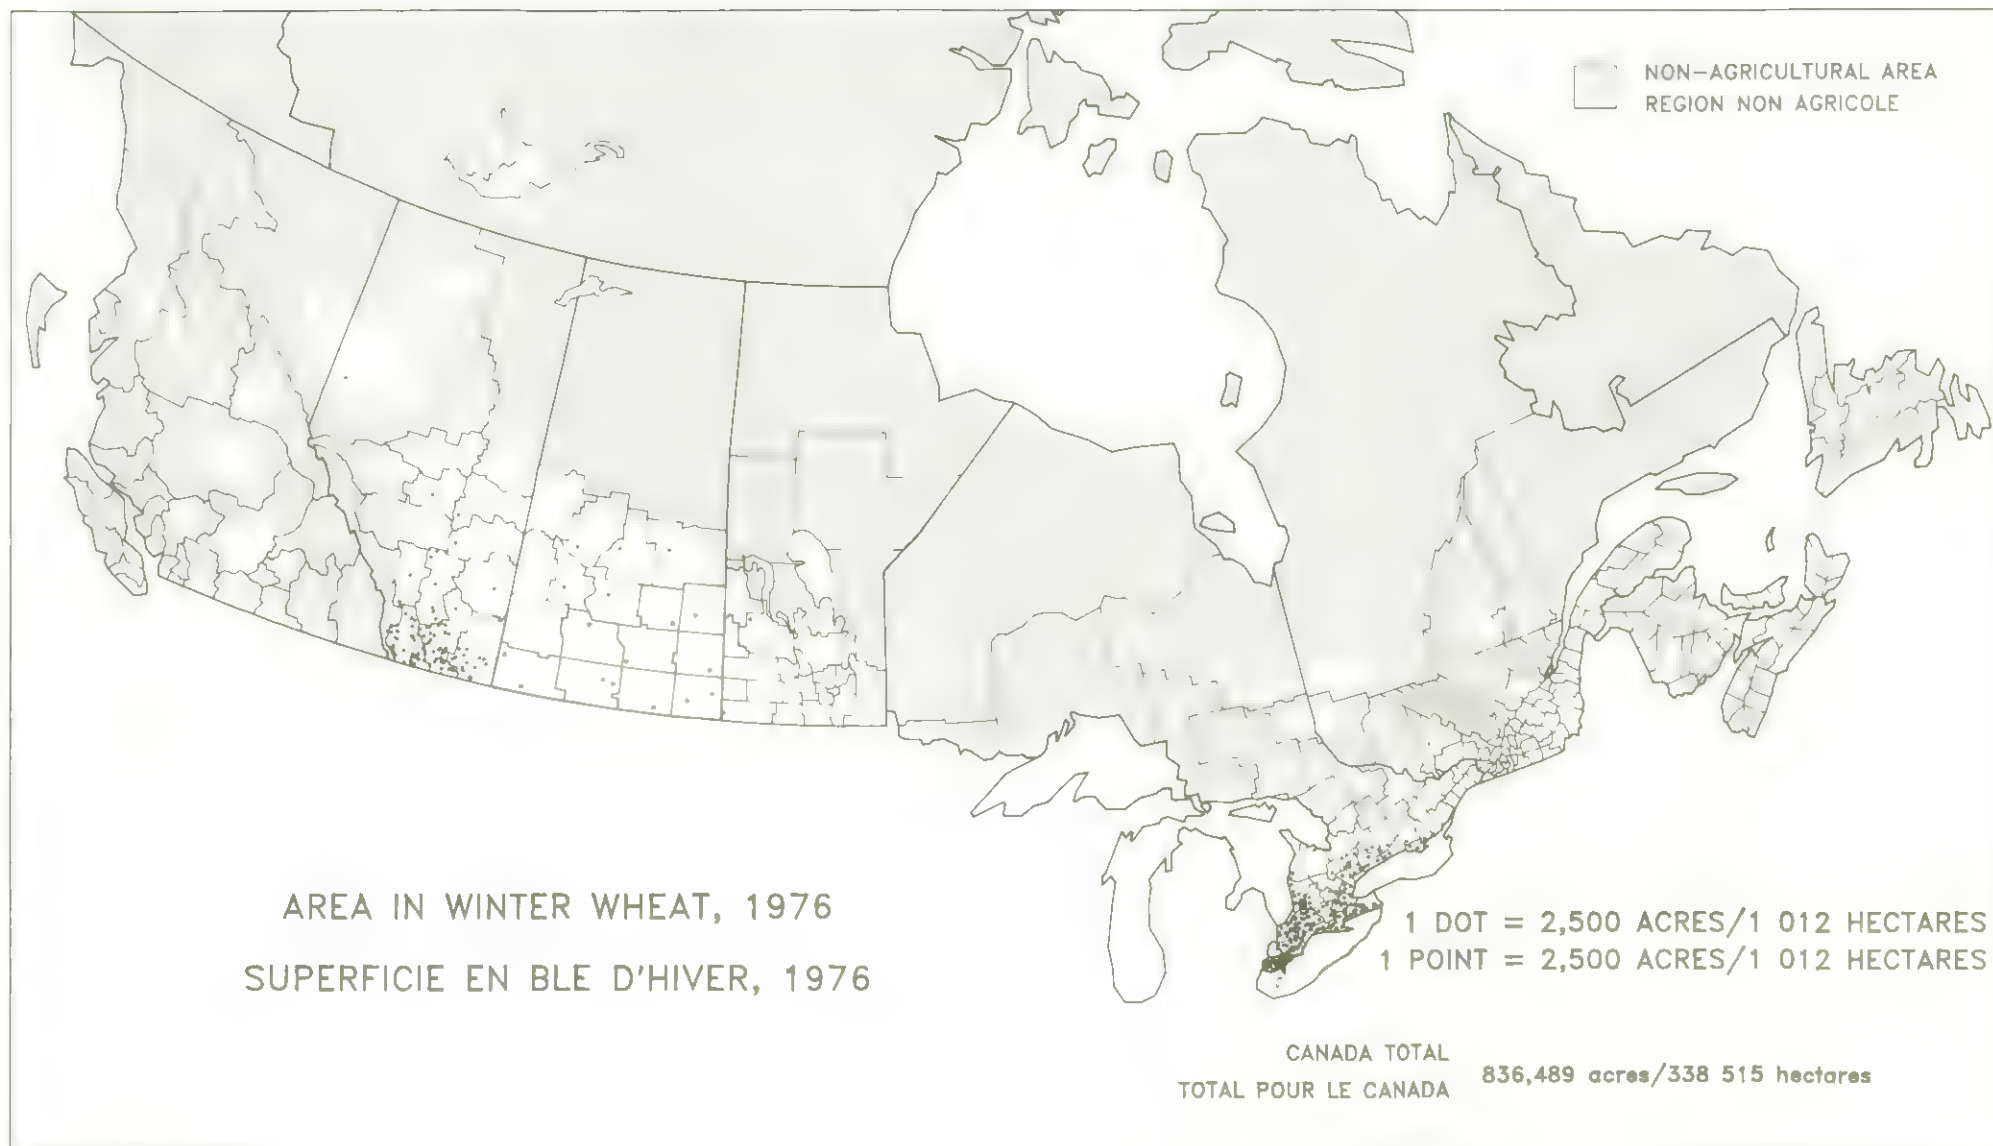 NON-AGRICULTURAL AREA
REGION NON AGRICOLE
AREA IN WINTER WHEAT, 1976
SUPERFICIE EN BLE D'HIVER, 1976
1 DOT = 2,500 ACRES/1 012 HECTARES
1 POINT = 2,500 ACRES/1 012 HECTARES
CANADA TOTAL
TOTAL POUR LE CANADA
836,489 acres/338 515 hectares